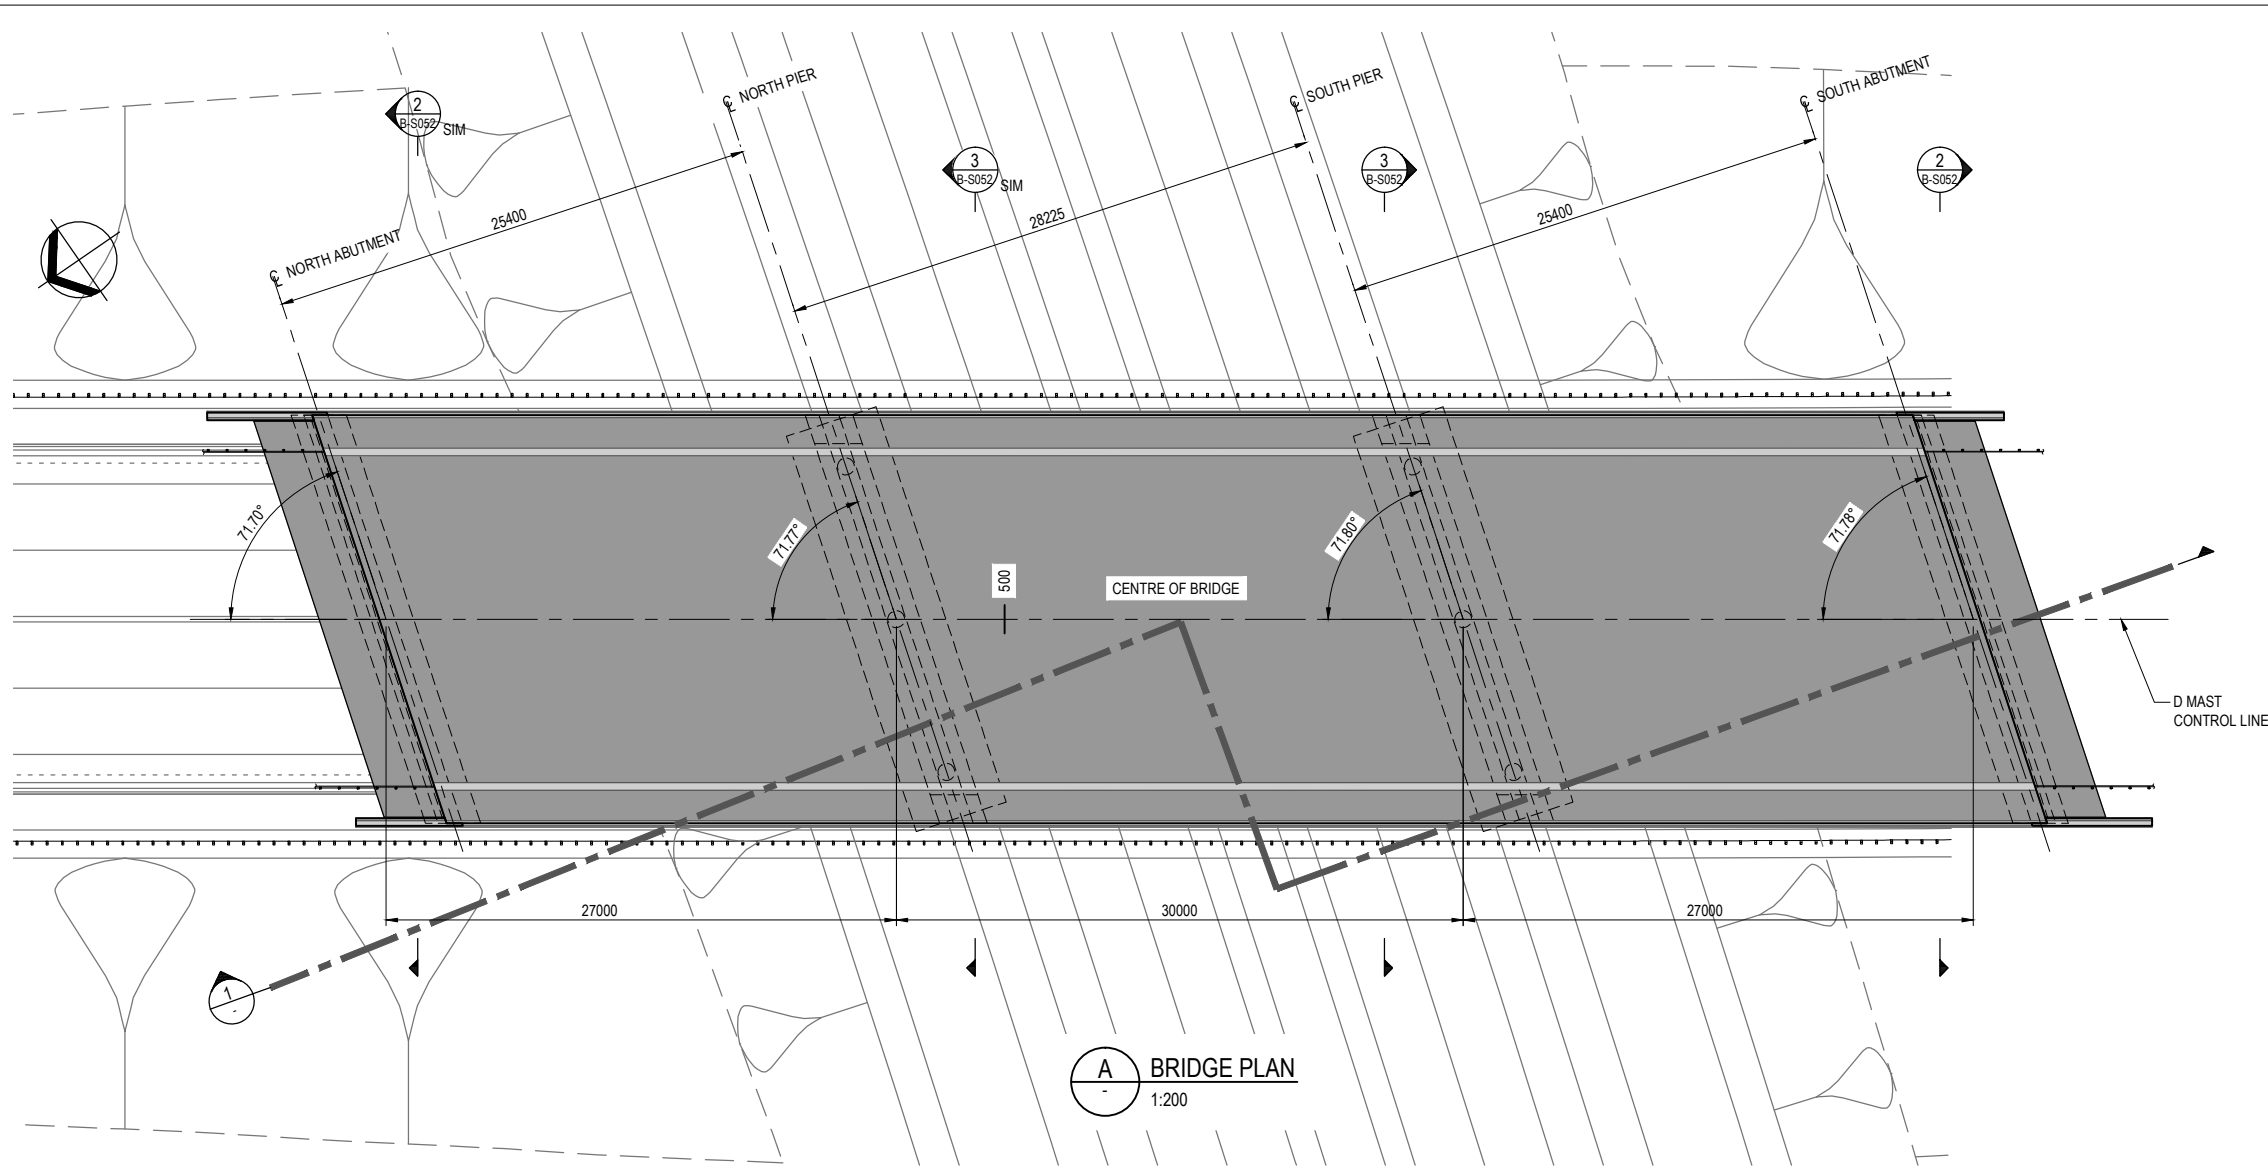 ℄ NORTH PIER
℄ SOUTH PIER
℄ SOUTH ABUTMENT
2
B-S052
SIM
3
B-S052
SIM
3
B-S052
2
B-S052
25400
28225
25400
℄ NORTH ABUTMENT
71.70°
71.77°
71.80°
71.78°
500
CENTRE OF BRIDGE
D MAST
CONTROL LINE
27000
30000
27000
1
-
A
-
BRIDGE PLAN
1:200